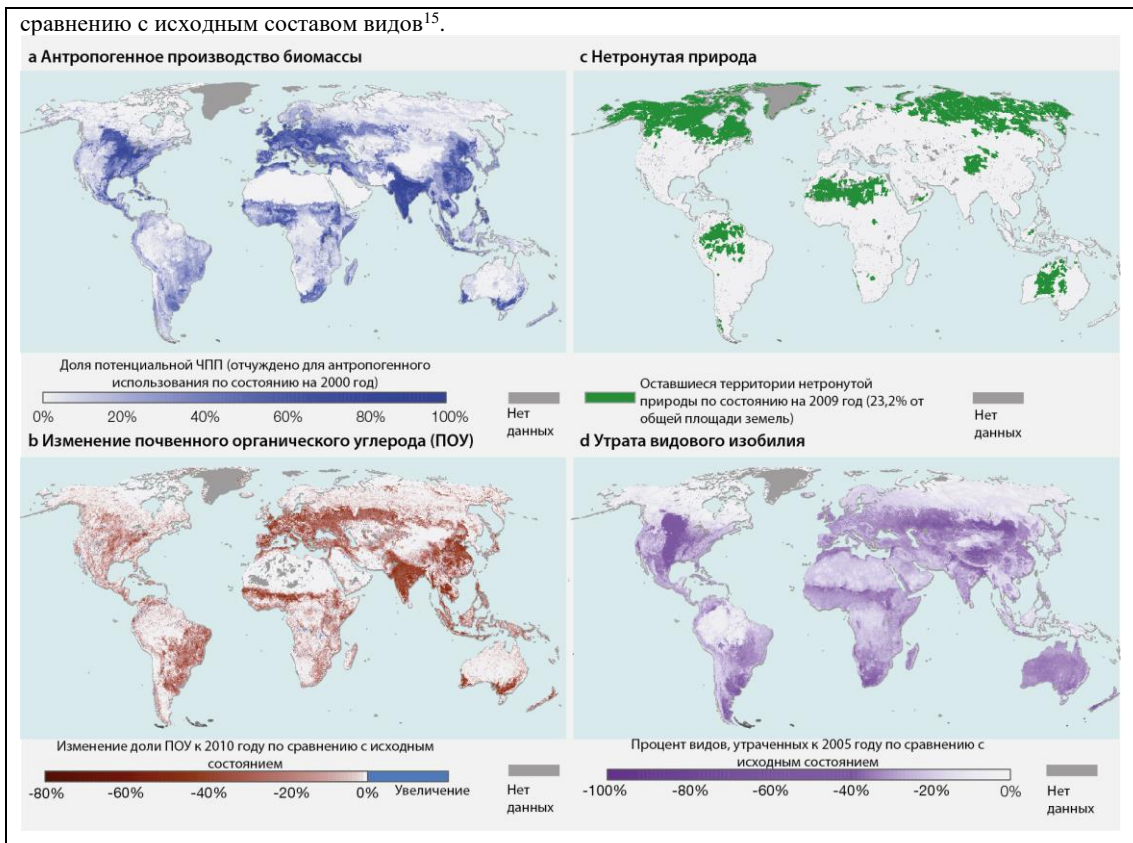 сравнению с исходным составом видов¹⁵.
a Антропогенное производство биомассы
Доля потенциальной ЧПП (отчуждено для антропогенного
использования по состоянию на 2000 год)
0% 20% 40% 60% 80% 100%
Нет
данных
c Нетронутая природа
Оставшиеся территории нетронутой
природы по состоянию на 2009 год (23,2% от
общей площади земель)
Нет
данных
b Изменение почвенного органического углерода (ПОУ)
Изменение доли ПОУ к 2010 году по сравнению с исходным
состоянием
-80% -60% -40% -20% 0% Увеличение
Нет
данных
d Утрата видового изобилия
Процент видов, утраченных к 2005 году по сравнению с
исходным состоянием
-100% -80% -60% -40% -20% 0%
Нет
данных